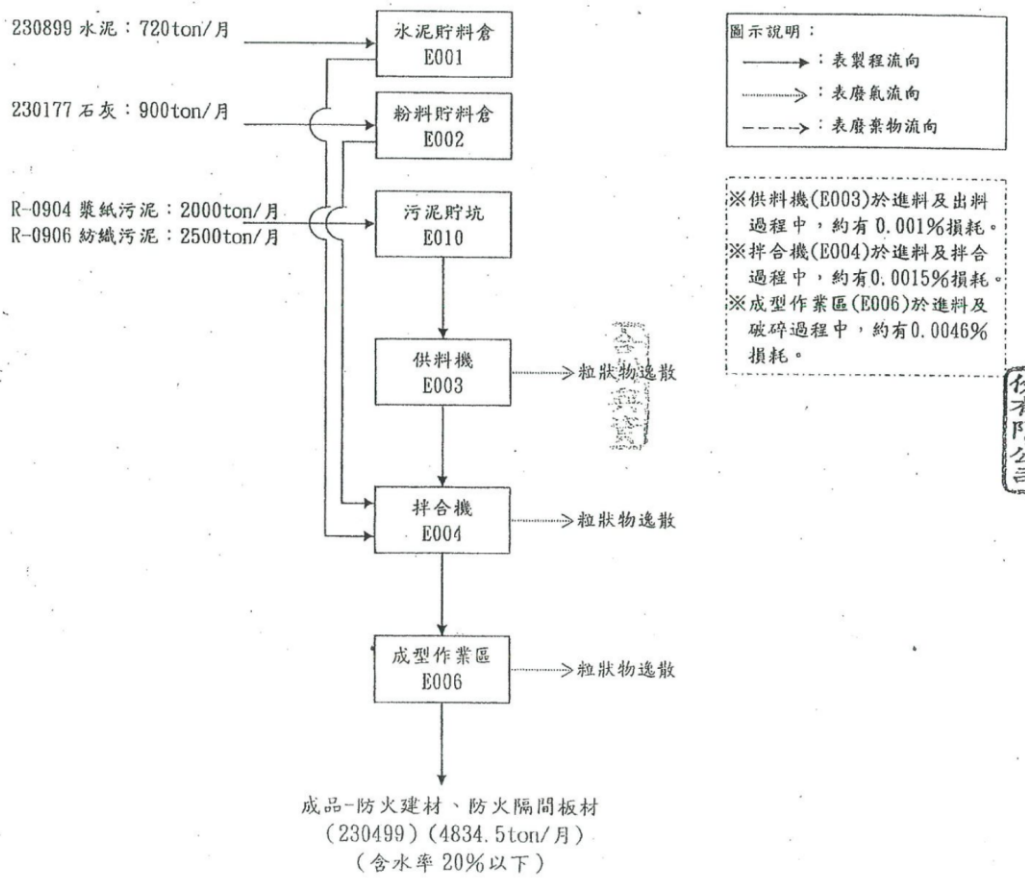 230899 水泥：720ton/月
水泥貯料倉
E001
230177 石灰：900ton/月
粉料貯料倉
E002
R-0904 漿紙污泥：2000ton/月
R-0906 紡織污泥：2500ton/月
污泥貯坑
E010
供料機
E003
粒狀物逸散
拌合機
E004
粒狀物逸散
成型作業區
E006
粒狀物逸散
成品-防火建材、防火隔間板材
(230499)(4834.5ton/月)
(含水率 20%以下)
圖示說明：
：表製程流向
：表廢氣流向
：表廢棄物流向
※供料機(E003)於進料及出料
過程中，約有 0.001%損耗。
※拌合機(E004)於進料及拌合
過程中，約有0.0015%損耗。
※成型作業區(E006)於進料及
破碎過程中，約有0.0046%
損耗。
份有限公司